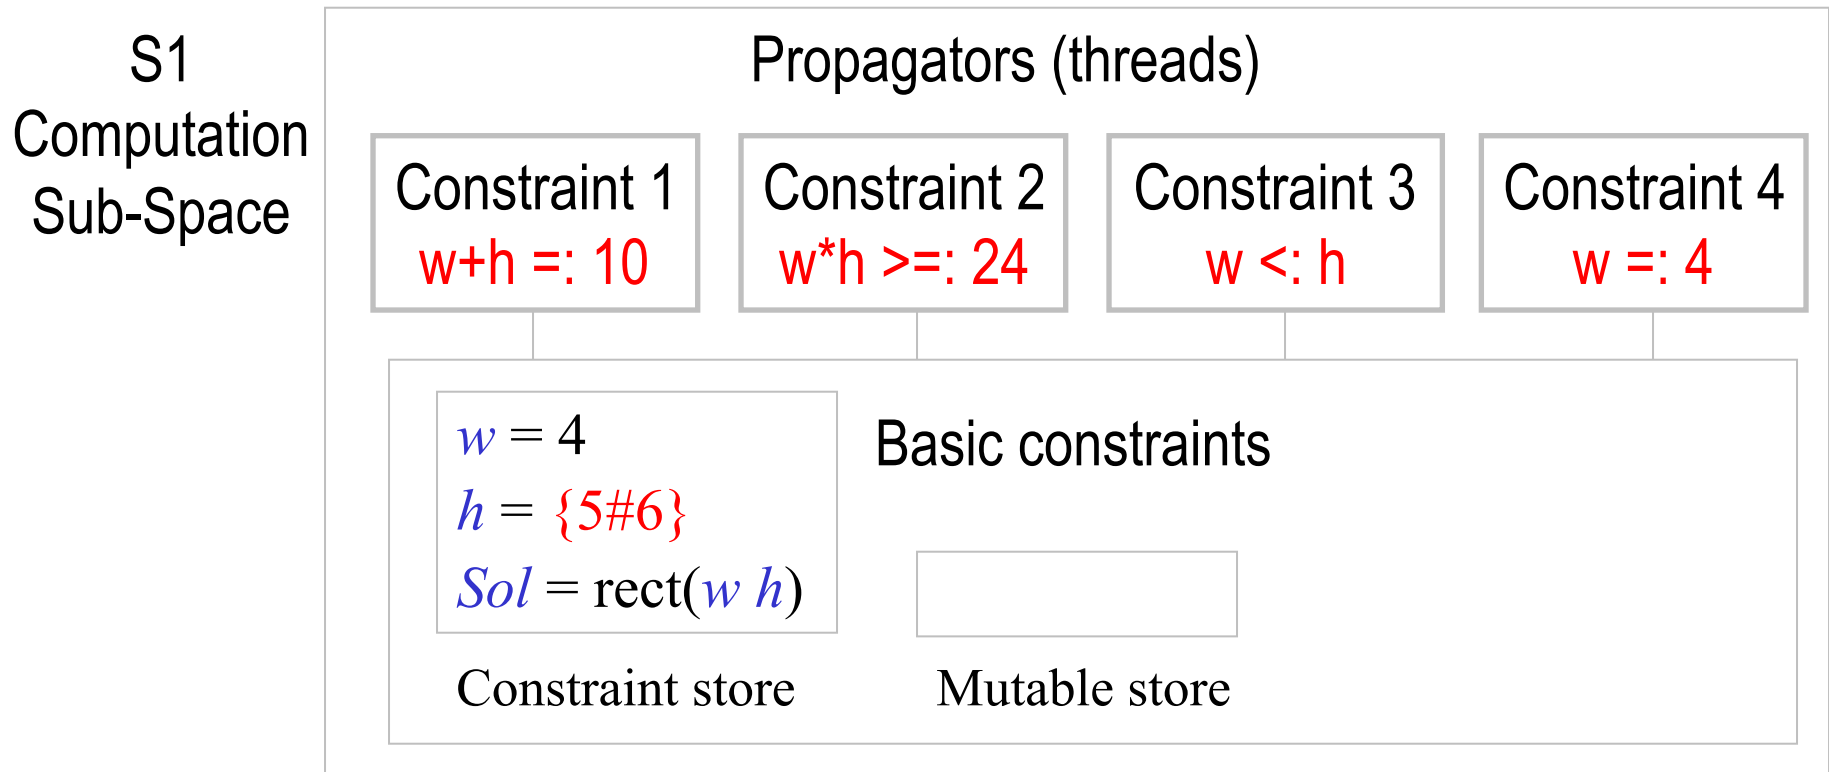 S1
Computation
Sub-Space
Propagators (threads)
Constraint 1
w+h =: 10
Constraint 2
w*h >=: 24
Constraint 3
w <: h
Constraint 4
w =: 4
w = 4
h = {5#6}
Sol = rect(w h)
Basic constraints
Constraint store
Mutable store